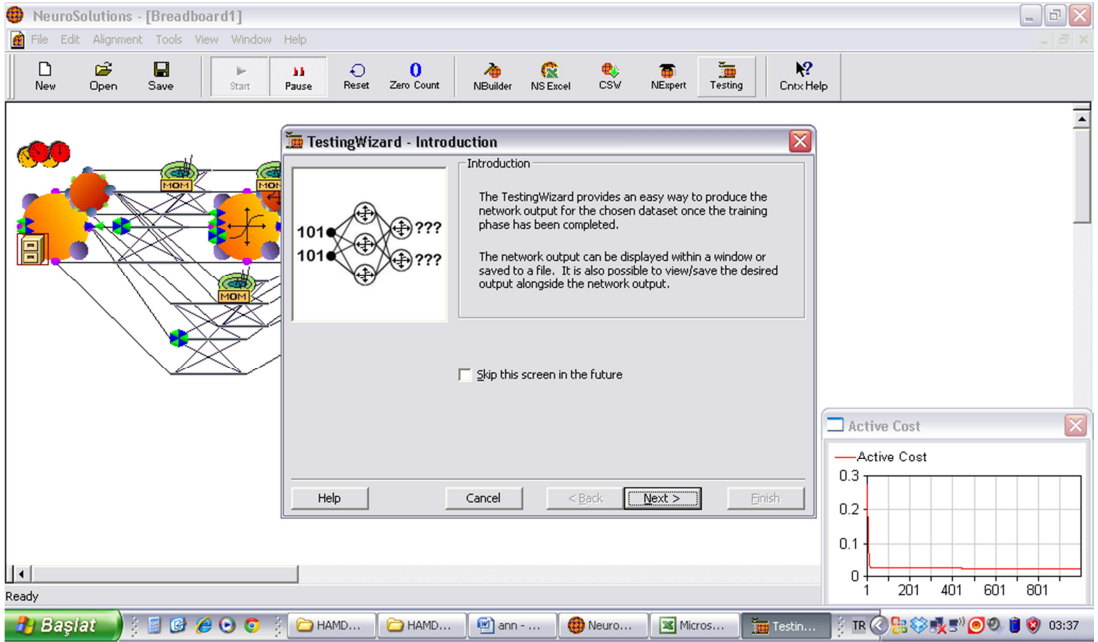 NeuroSolutions - [Breadboard1]
File Edit Alignment Tools View Window Help
New Open Save Start Pause Reset Zero Count NBuilder NS Excel CSW NExpert Testing Cntx Help
TestingWizard - Introduction
Introduction
The TestingWizard provides an easy way to produce the
network output for the chosen dataset once the training
phase has been completed.
The network output can be displayed within a window or
saved to a file. It is also possible to view/save the desired
output alongside the network output.
101 ???
101 ???
MOM
MOM
MOM
Skip this screen in the future
Help Cancel < Back Next > Finish
Active Cost
Active Cost
0.3
0.2
0.1
0
1 201 401 601 801
Ready
Başlat HAMD... HAMD... ann - ... Neuro... Micros... Testin... TR 03:37